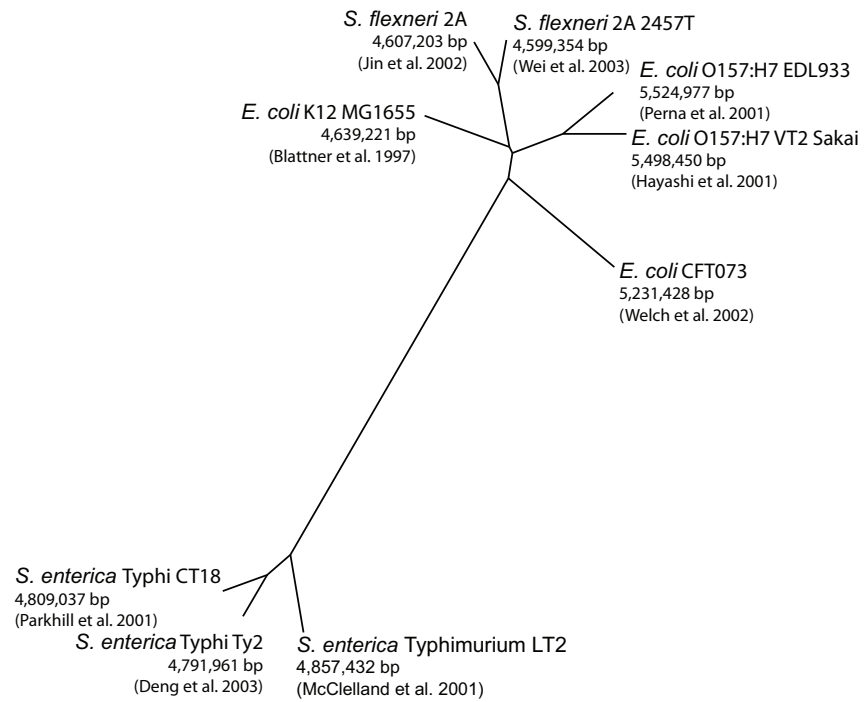 S. flexneri 2A
4,607,203 bp
(Jin et al. 2002)
S. flexneri 2A 2457T
4,599,354 bp
(Wei et al. 2003)
E. coli O157:H7 EDL933
5,524,977 bp
(Perna et al. 2001)
E. coli K12 MG1655
4,639,221 bp
(Blattner et al. 1997)
E. coli O157:H7 VT2 Sakai
5,498,450 bp
(Hayashi et al. 2001)
E. coli CFT073
5,231,428 bp
(Welch et al. 2002)
S. enterica Typhi CT18
4,809,037 bp
(Parkhill et al. 2001)
S. enterica Typhi Ty2
4,791,961 bp
(Deng et al. 2003)
S. enterica Typhimurium LT2
4,857,432 bp
(McClelland et al. 2001)